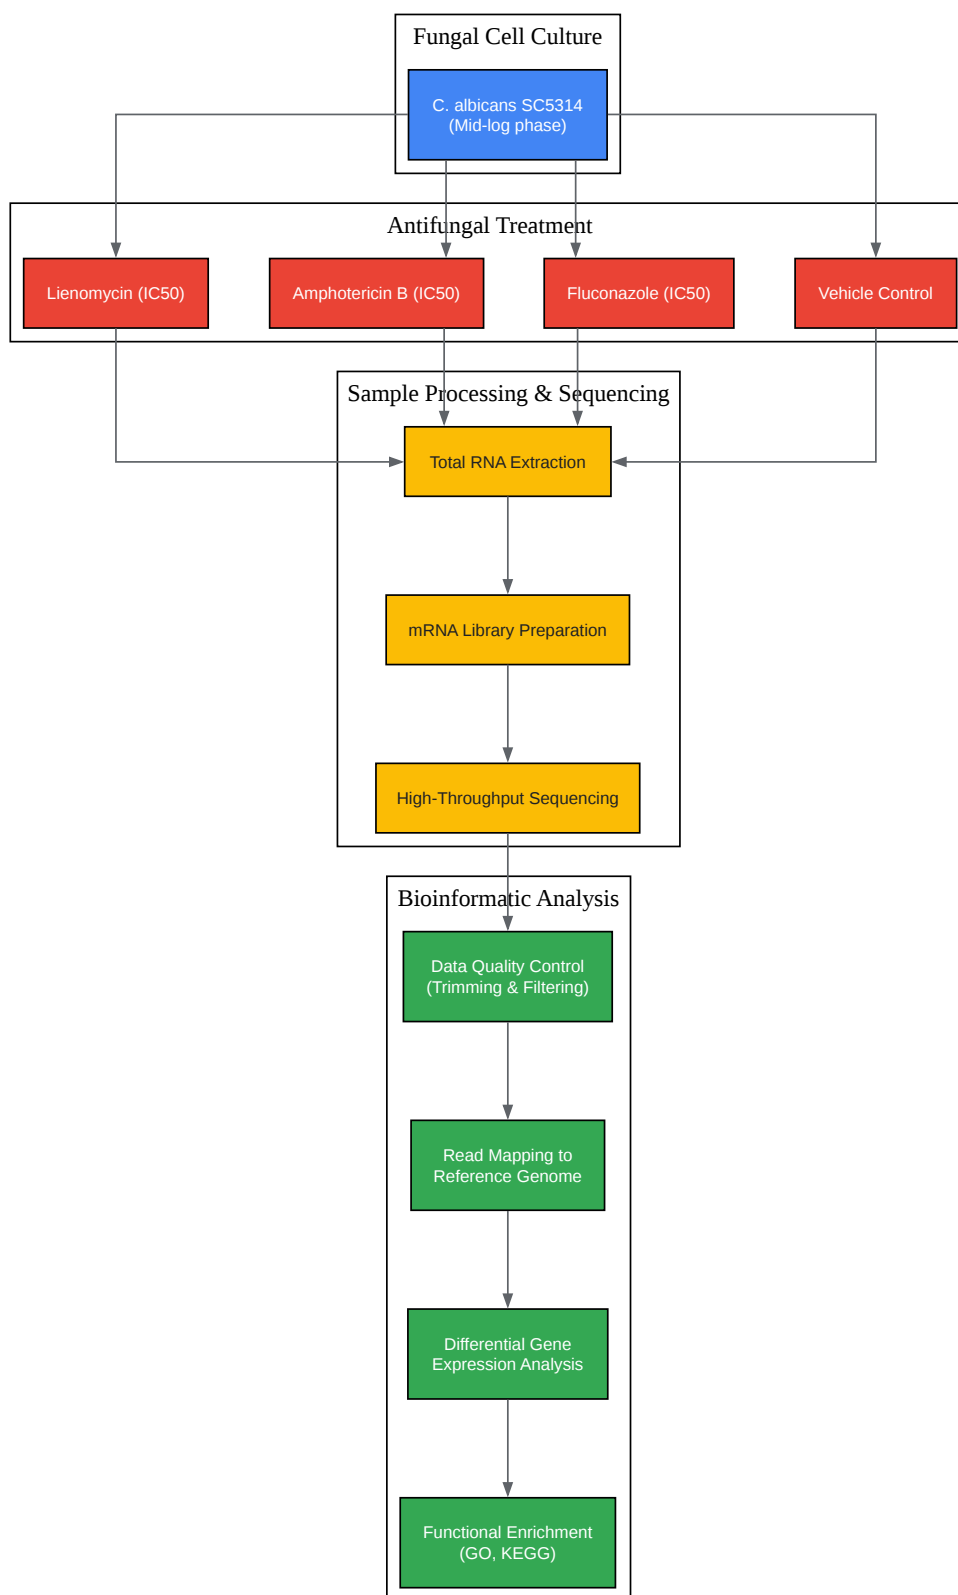 Fungal Cell Culture
C. albicans SC5314
(Mid-log phase)
Antifungal Treatment
Lienomycin (IC50)
Amphotericin B (IC50)
Fluconazole (IC50)
Vehicle Control
Sample Processing & Sequencing
Total RNA Extraction
mRNA Library Preparation
High-Throughput Sequencing
Bioinformatic Analysis
Data Quality Control
(Trimming & Filtering)
Read Mapping to
Reference Genome
Differential Gene
Expression Analysis
Functional Enrichment
(GO, KEGG)